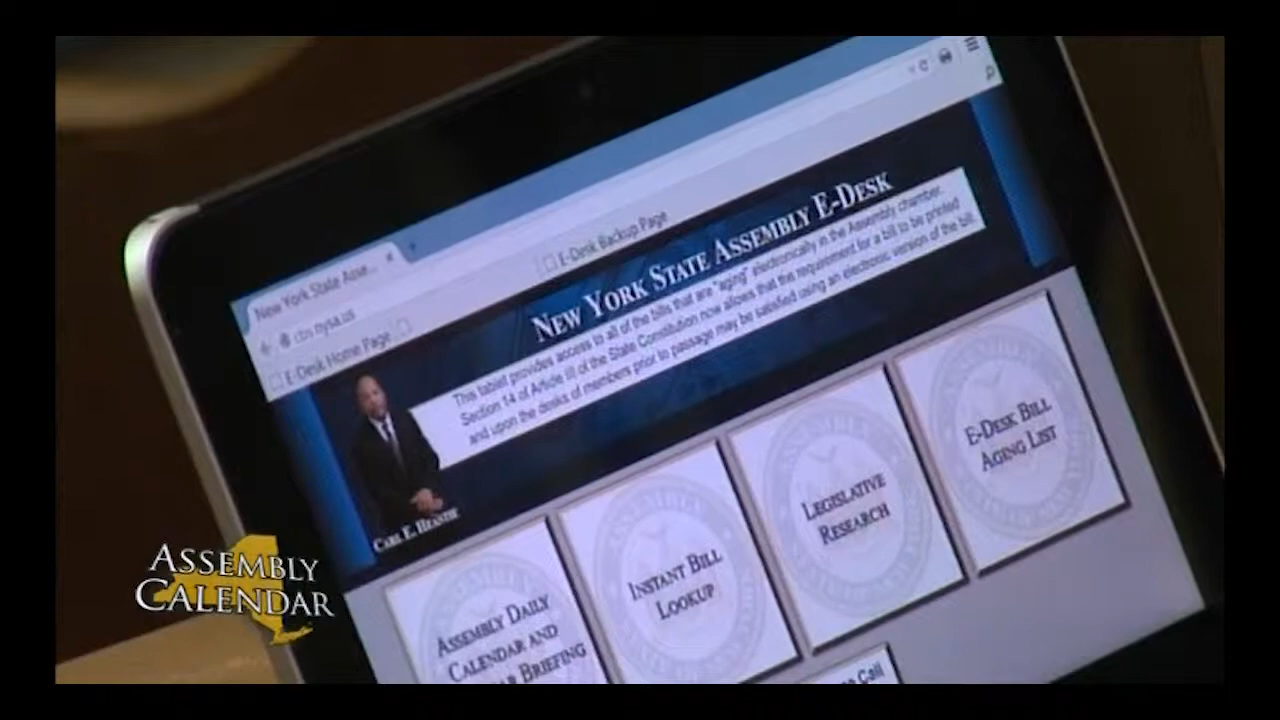 New York State Asse...
cbs.nysa.us
E-Desk Home Page
E-Desk Backup Page
NEW YORK STATE ASSEMBLY E-DESK
This tablet provides access to all of the bills that are "aging" electronically in the Assembly chamber.
Section 14 of Article III of the State Constitution now allows that the requirement for a bill to be printed
and upon the desks of members prior to passage may be satisfied using an electronic version of the bill.
CARL E. HEASTIE
ASSEMBLY DAILY
CALENDAR AND
BRIEFING
INSTANT BILL
LOOKUP
LEGISLATIVE
RESEARCH
E-DESK BILL
AGING LIST
Call
ASSEMBLY
CALENDAR